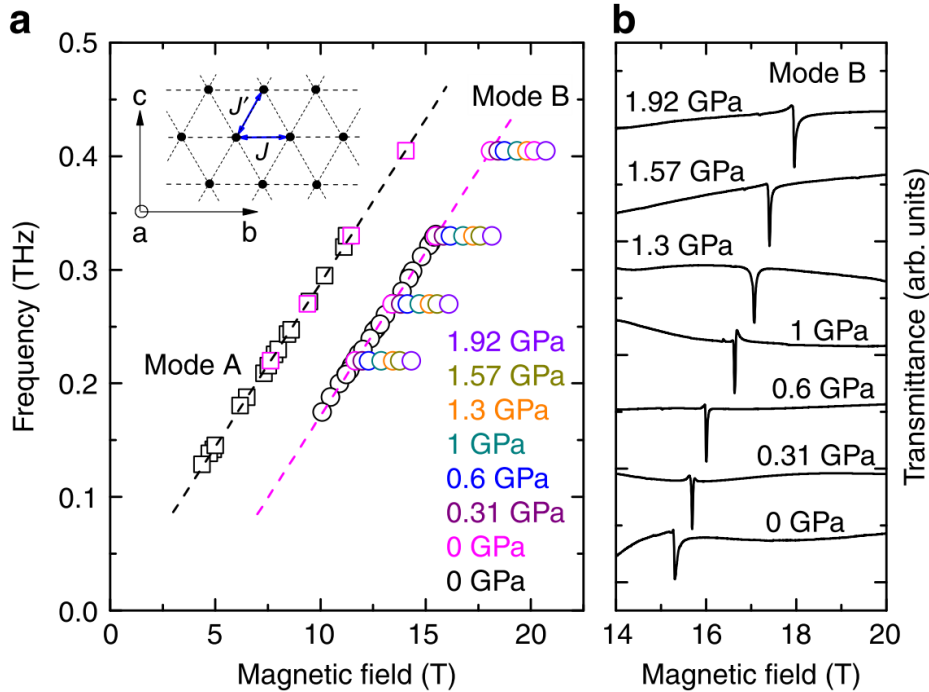 a
b
0.5
0.4
0.3
0.2
0.1
0.0
Frequency (THz)
0
5
10
15
20
Magnetic field (T)
c
a
b
J′
J
Mode A
Mode B
1.92 GPa
1.57 GPa
1.3 GPa
1 GPa
0.6 GPa
0.31 GPa
0 GPa
0 GPa
Mode B
1.92 GPa
1.57 GPa
1.3 GPa
1 GPa
0.6 GPa
0.31 GPa
0 GPa
14
16
18
20
Magnetic field (T)
Transmittance (arb. units)